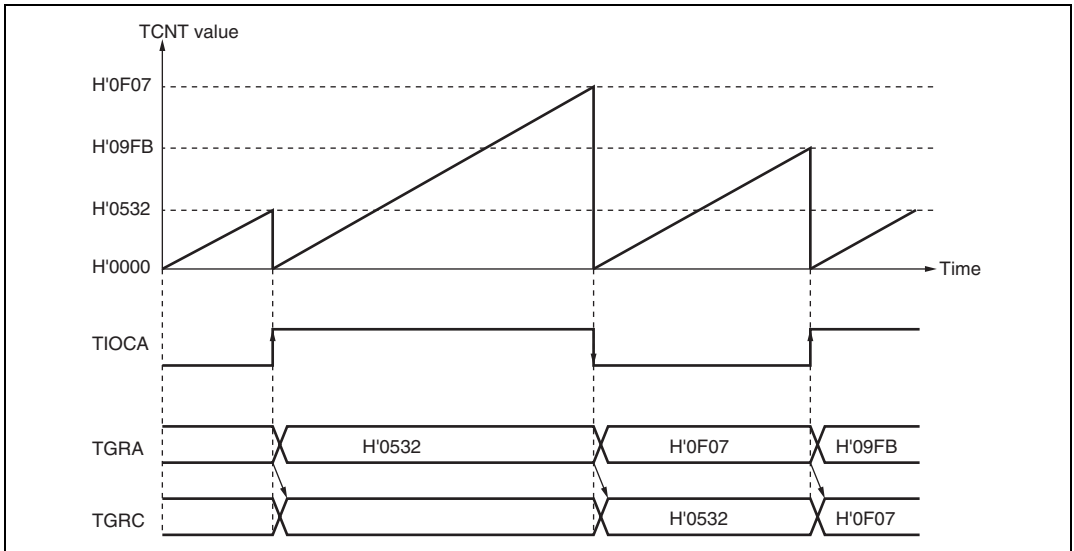 TCNT value
H'0F07
H'09FB
H'0532
H'0000
Time
TIOCA
TGRA H'0532 H'0F07 H'09FB
TGRC H'0532 H'0F07